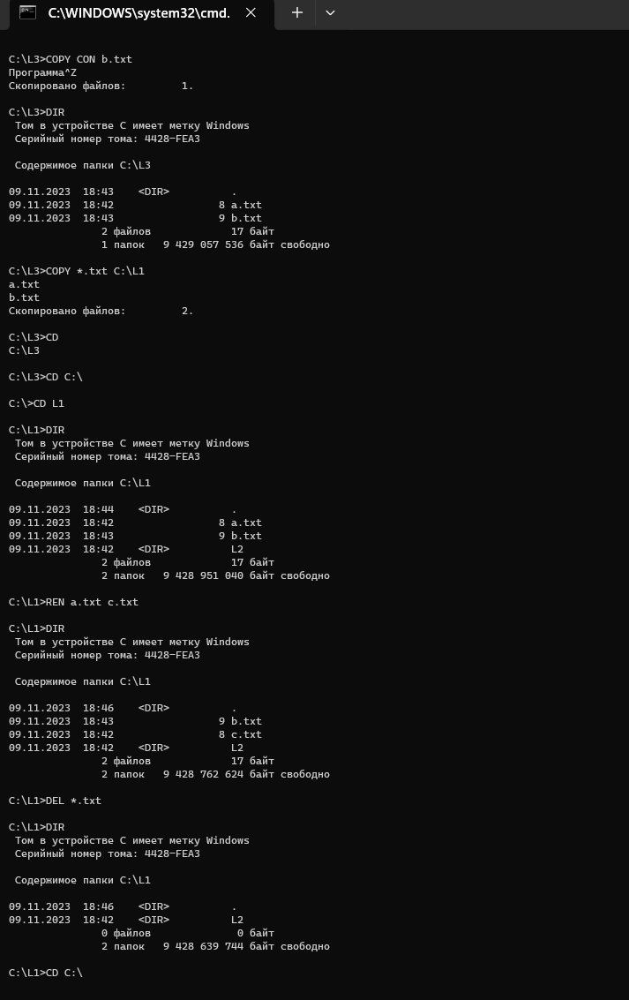 C:\WINDOWS\system32\cmd.
C:\L3>COPY CON b.txt
Программа^Z
Скопировано файлов:         1.
C:\L3>DIR
 Том в устройстве C имеет метку Windows
 Серийный номер тома: 4428-FEA3
 Содержимое папки C:\L3
09.11.2023  18:43    <DIR>          .
09.11.2023  18:42                 8 a.txt
09.11.2023  18:43                 9 b.txt
               2 файлов             17 байт
               1 папок   9 429 057 536 байт свободно
C:\L3>COPY *.txt C:\L1
a.txt
b.txt
Скопировано файлов:         2.
C:\L3>CD
C:\L3
C:\L3>CD C:\
C:\>CD L1
C:\L1>DIR
 Том в устройстве C имеет метку Windows
 Серийный номер тома: 4428-FEA3
 Содержимое папки C:\L1
09.11.2023  18:44    <DIR>          .
09.11.2023  18:42                 8 a.txt
09.11.2023  18:43                 9 b.txt
09.11.2023  18:42    <DIR>          L2
               2 файлов             17 байт
               2 папок   9 428 951 040 байт свободно
C:\L1>REN a.txt c.txt
C:\L1>DIR
 Том в устройстве C имеет метку Windows
 Серийный номер тома: 4428-FEA3
 Содержимое папки C:\L1
09.11.2023  18:46    <DIR>          .
09.11.2023  18:43                 9 b.txt
09.11.2023  18:42                 8 c.txt
09.11.2023  18:42    <DIR>          L2
               2 файлов             17 байт
               2 папок   9 428 762 624 байт свободно
C:\L1>DEL *.txt
C:\L1>DIR
 Том в устройстве C имеет метку Windows
 Серийный номер тома: 4428-FEA3
 Содержимое папки C:\L1
09.11.2023  18:46    <DIR>          .
09.11.2023  18:42    <DIR>          L2
               0 файлов              0 байт
               2 папок   9 428 639 744 байт свободно
C:\L1>CD C:\